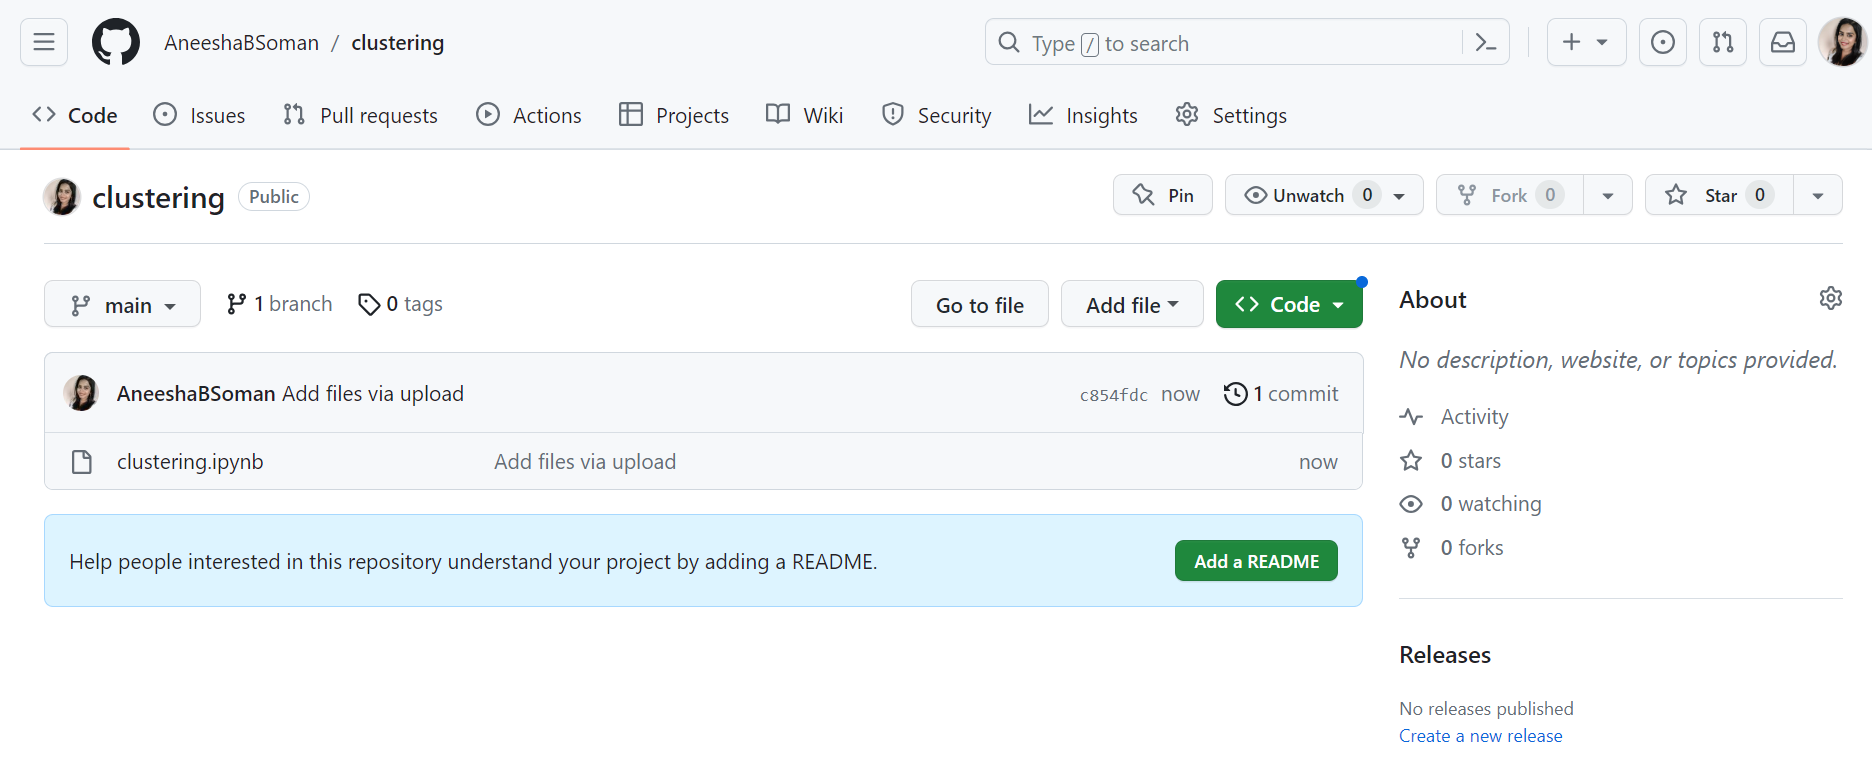 AneeshaBSoman / clustering
Type / to search
Code Issues Pull requests Actions Projects Wiki Security Insights Settings
clustering Public
Pin Unwatch 0 Fork 0 Star 0
main 1 branch 0 tags Go to file Add file Code
AneeshaBSoman Add files via upload c854fdc now 1 commit
clustering.ipynb Add files via upload now
Help people interested in this repository understand your project by adding a README. Add a README
About
No description, website, or topics provided.
Activity
0 stars
0 watching
0 forks
Releases
No releases published
Create a new release